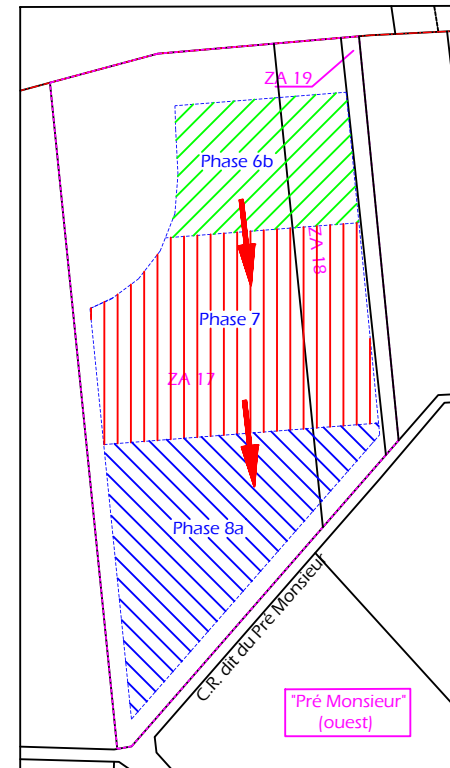 ZA 19
Phase 6b
ZA 18
Phase 7
ZA 17
Phase 8a
C.R. dit du Pré Monsieur
"Pré Monsieur"
(ouest)